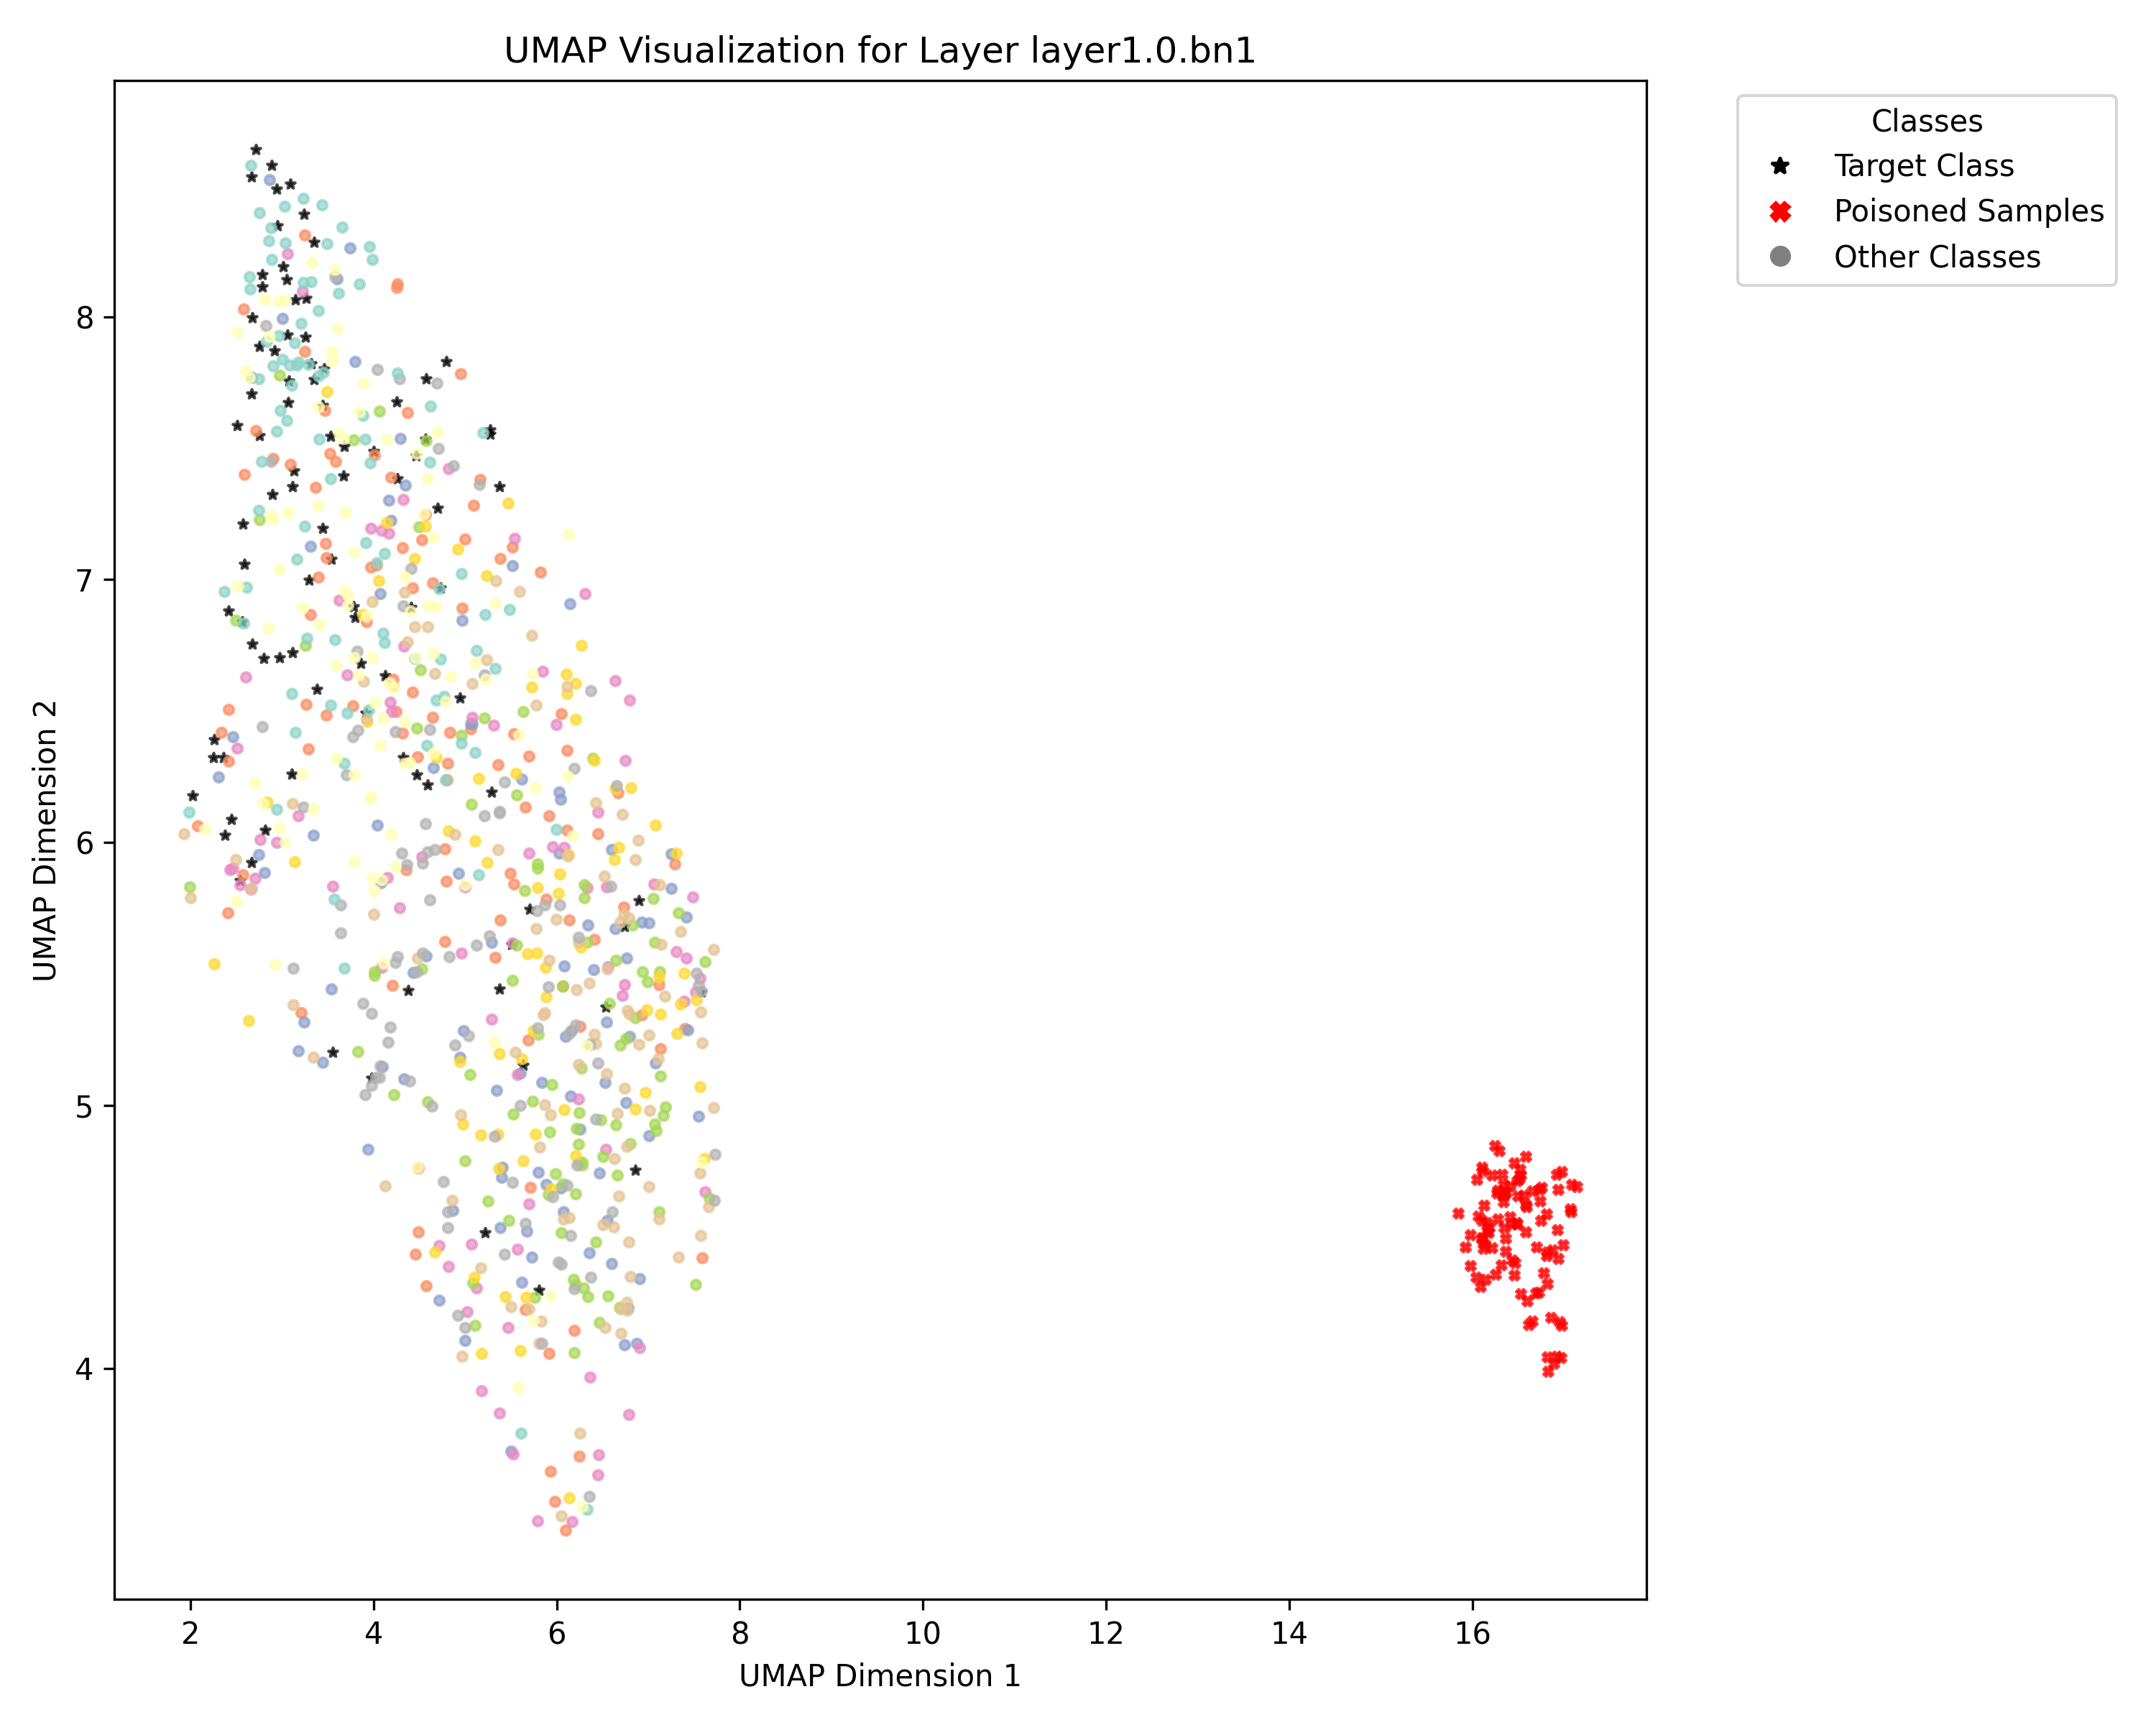 UMAP Visualization for Layer layer1.0.bn1
Classes
Target Class
Poisoned Samples
Other Classes
8
7
6
5
4
UMAP Dimension 2
2 4 6 8 10 12 14 16
UMAP Dimension 1